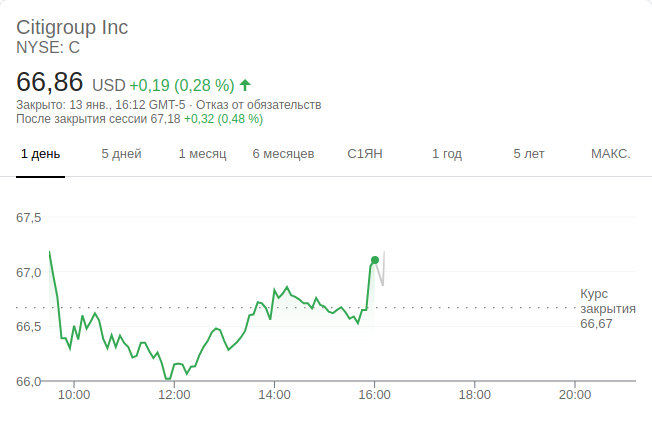 Citigroup Inc
NYSE: C
66,86 USD +0,19 (0,28 %)
Закрыто: 13 янв., 16:12 GMT-5 · Отказ от обязательств
После закрытия сессии 67,18 +0,32 (0,48 %)
1 день 5 дней 1 месяц 6 месяцев С1ЯН 1 год 5 лет МАКС.
67,5
67,0
Курс
закрытия
66,67
66,5
66,0
10:00 12:00 14:00 16:00 18:00 20:00